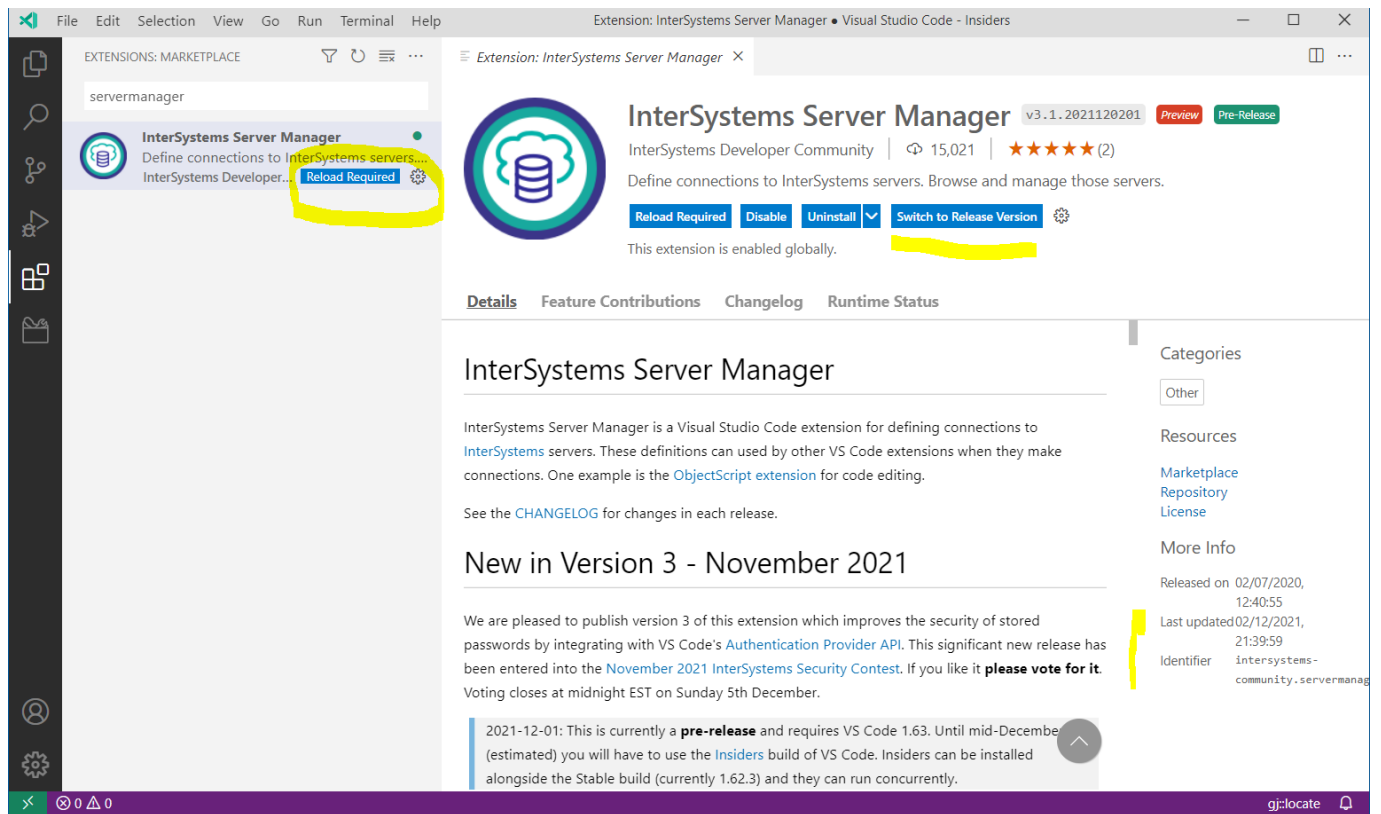 File Edit Selection View Go Run Terminal Help
Extension: InterSystems Server Manager ● Visual Studio Code - Insiders
EXTENSIONS: MARKETPLACE
servermanager
InterSystems Server Manager
Define connections to InterSystems servers....
InterSystems Developer... Reload Required
Extension: InterSystems Server Manager
InterSystems Server Manager v3.1.2021120201 Preview Pre-Release
InterSystems Developer Community 15,021 ★★★★★(2)
Define connections to InterSystems servers. Browse and manage those servers.
Reload Required Disable Uninstall Switch to Release Version
This extension is enabled globally.
Details Feature Contributions Changelog Runtime Status
InterSystems Server Manager
InterSystems Server Manager is a Visual Studio Code extension for defining connections to
InterSystems servers. These definitions can used by other VS Code extensions when they make
connections. One example is the ObjectScript extension for code editing.
See the CHANGELOG for changes in each release.
New in Version 3 - November 2021
We are pleased to publish version 3 of this extension which improves the security of stored
passwords by integrating with VS Code's Authentication Provider API. This significant new release has
been entered into the November 2021 InterSystems Security Contest. If you like it please vote for it.
Voting closes at midnight EST on Sunday 5th December.
2021-12-01: This is currently a pre-release and requires VS Code 1.63. Until mid-Decembe
(estimated) you will have to use the Insiders build of VS Code. Insiders can be installed
alongside the Stable build (currently 1.62.3) and they can run concurrently.
Categories
Other
Resources
Marketplace
Repository
License
More Info
Released on 02/07/2020,
12:40:55
Last updated 02/12/2021,
21:39:59
Identifier intersystems-
community.servermanag
0 0
gj::locate